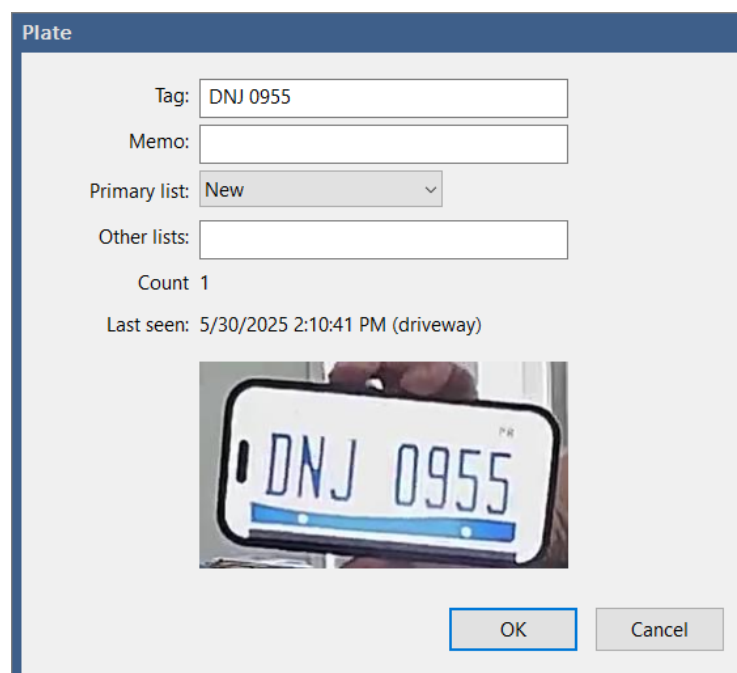 Plate
Tag: DNJ 0955
Memo:
Primary list: New
Other lists:
Count 1
Last seen: 5/30/2025 2:10:41 PM (driveway)
PR
DNJ 0955
OK Cancel